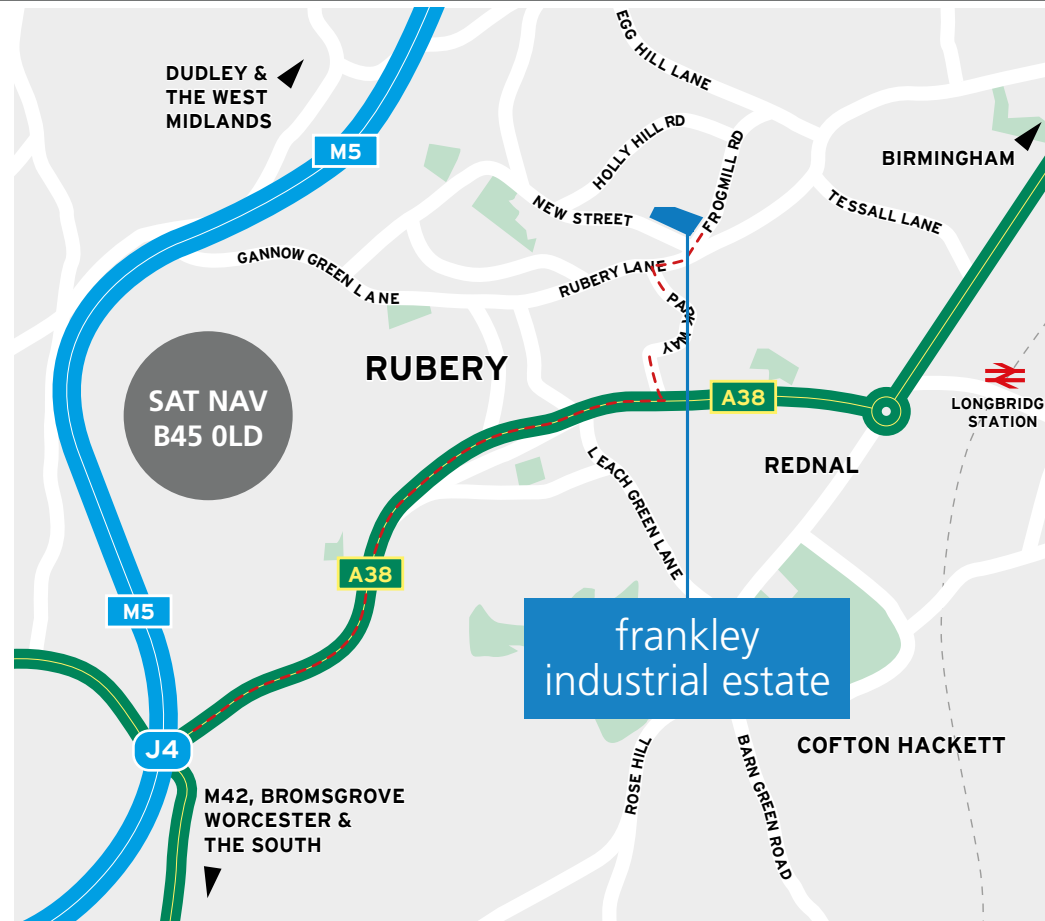 EGG HILL LANE
DUDLEY &
THE WEST
MIDLANDS
M5
HOLLY HILL RD
FROGMILL RD
BIRMINGHAM
NEW STREET
TESSALL LANE
GANNOW GREEN LANE
RUBERY LANE
PARK WAY
RUBERY
SAT NAV
B45 0LD
A38
LONGBRIDG
STATION
REDNAL
LEACH GREEN LANE
A38
M5
frankley
industrial estate
J4
COFTON HACKETT
ROSE HILL
BARN GREEN ROAD
M42, BROMSGROVE
WORCESTER &
THE SOUTH